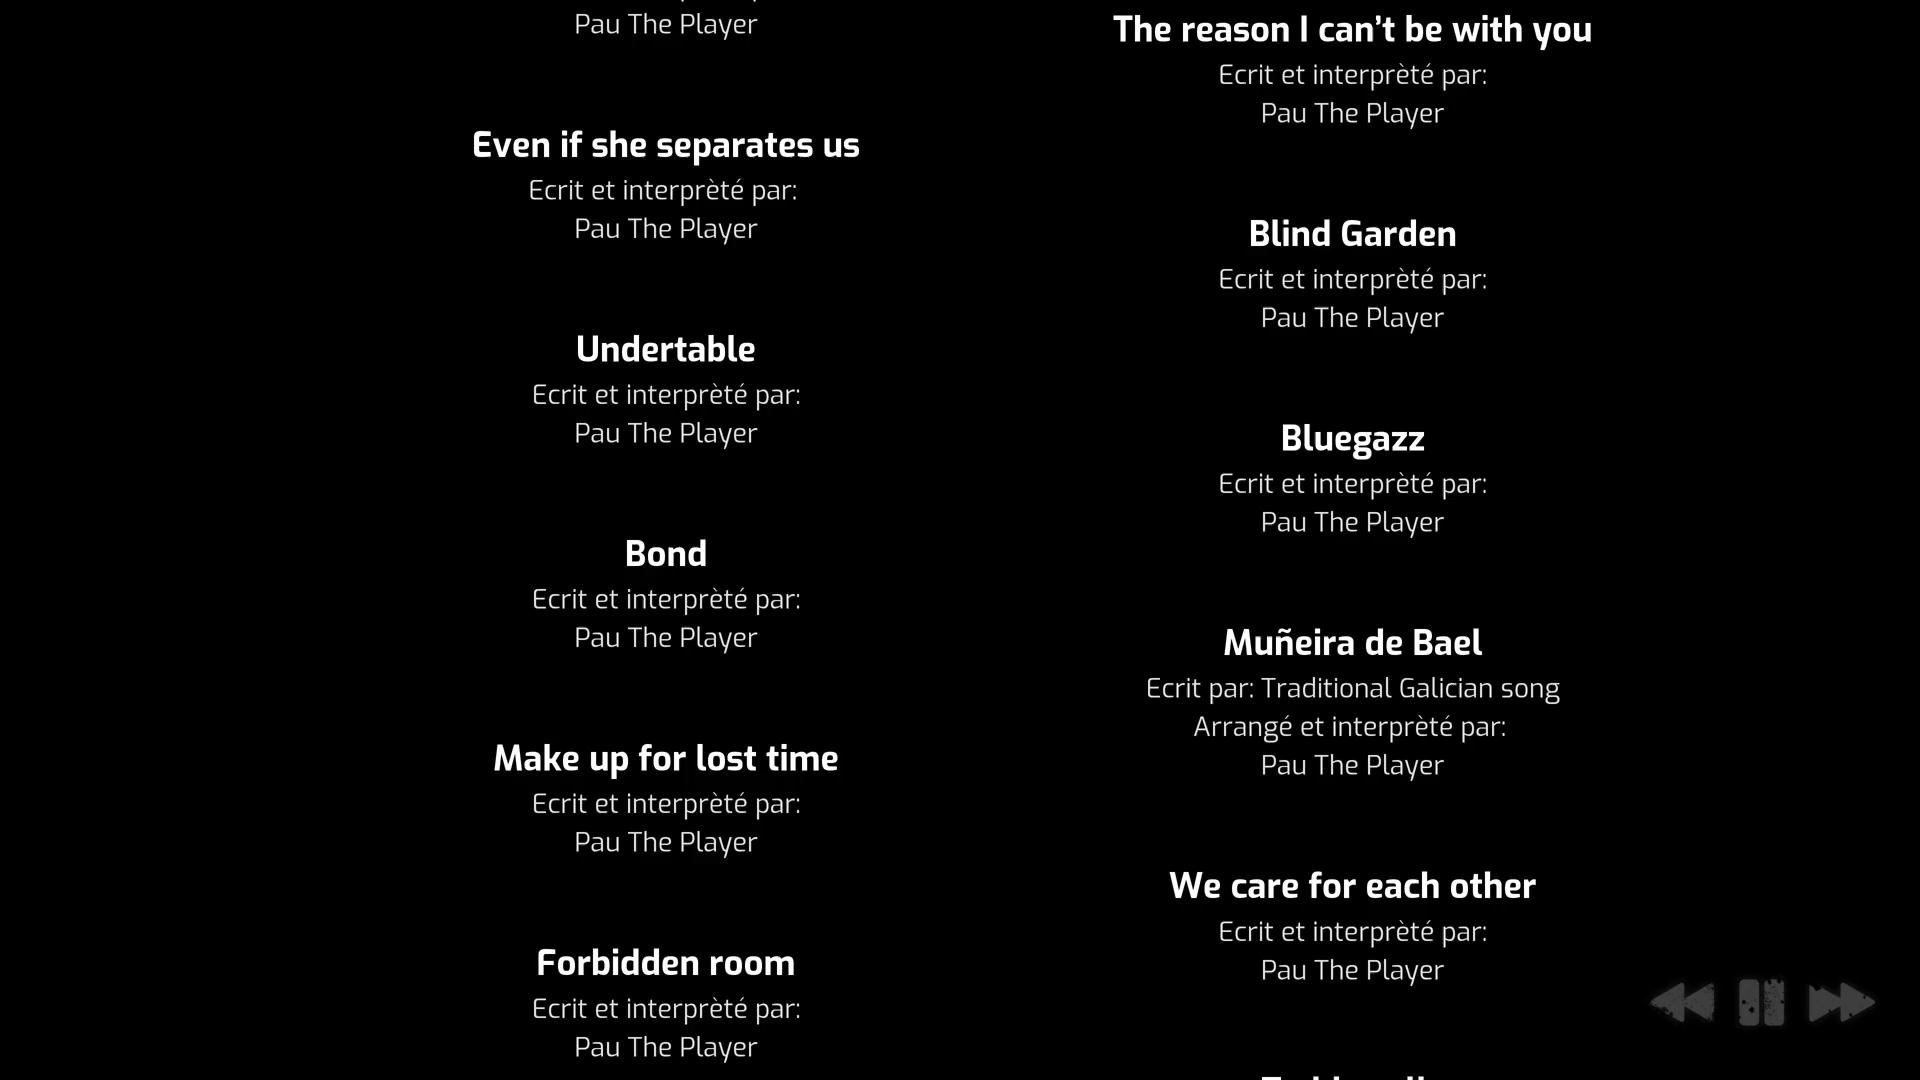 Pau The Player
Even if she separates us
Ecrit et interprèté par:
Pau The Player
Undertable
Ecrit et interprèté par:
Pau The Player
Bond
Ecrit et interprèté par:
Pau The Player
Make up for lost time
Ecrit et interprèté par:
Pau The Player
Forbidden room
Ecrit et interprèté par:
Pau The Player
The reason I can’t be with you
Ecrit et interprèté par:
Pau The Player
Blind Garden
Ecrit et interprèté par:
Pau The Player
Bluegazz
Ecrit et interprèté par:
Pau The Player
Muñeira de Bael
Ecrit par: Traditional Galician song
Arrangé et interprèté par:
Pau The Player
We care for each other
Ecrit et interprèté par:
Pau The Player